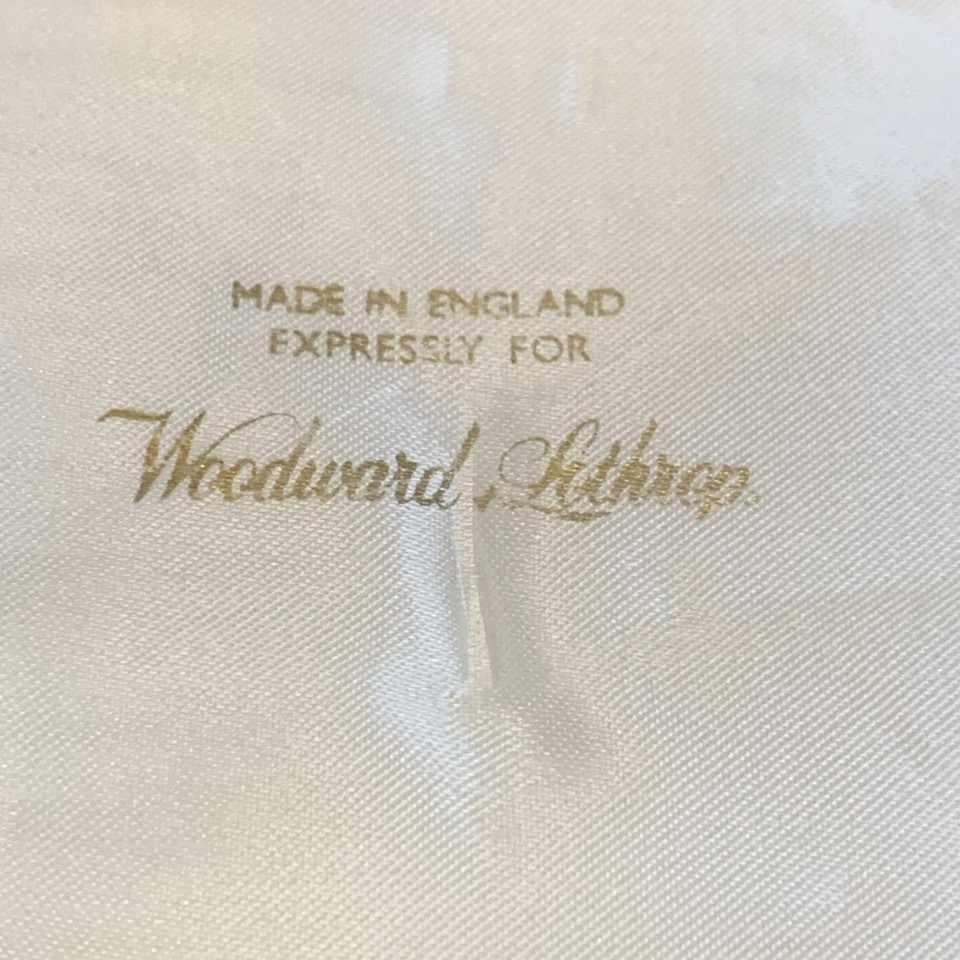 MADE IN ENGLAND
EXPRESSLY FOR
Woodward & Lothrop